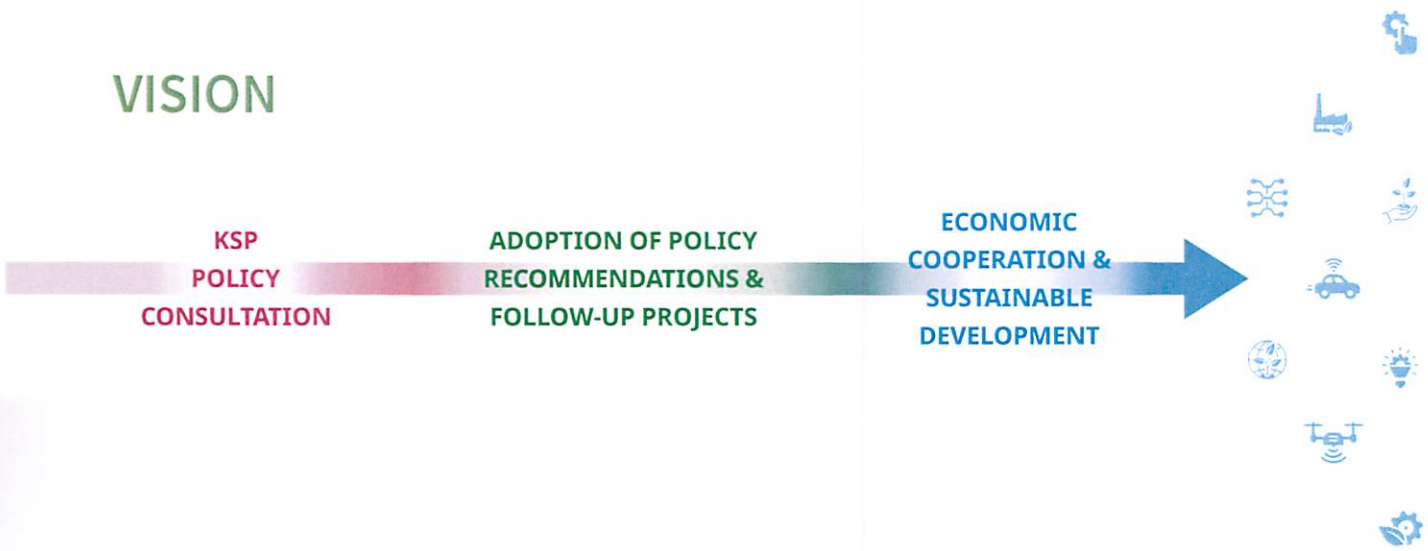 VISION
KSP
POLICY
CONSULTATION
ADOPTION OF POLICY
RECOMMENDATIONS &
FOLLOW-UP PROJECTS
ECONOMIC
COOPERATION &
SUSTAINABLE
DEVELOPMENT